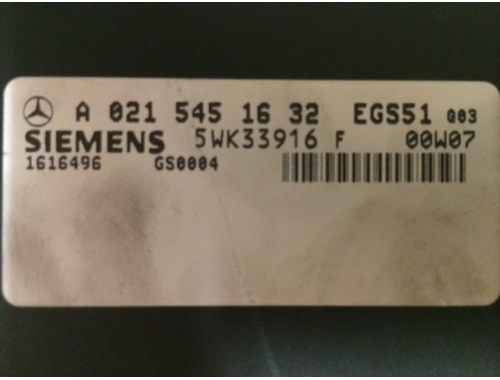 A 021 545 16 32 EGS51 Q03
SIEMENS 5WK33916 F 00W07
1616496 GS0004